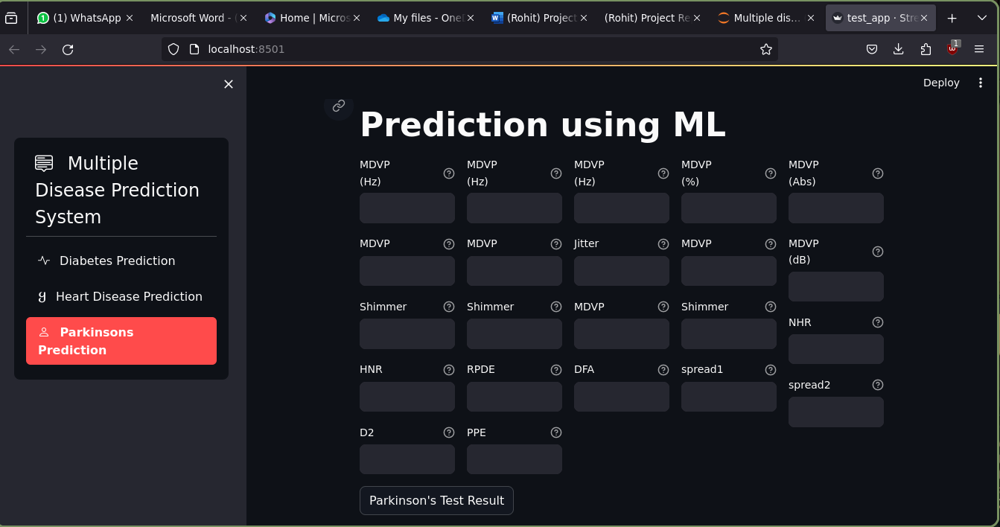 (1) WhatsApp
Microsoft Word - (
Home | Micros
My files - OneD
(Rohit) Project
(Rohit) Project Re
Multiple dis…
test_app · Stre
localhost:8501
1
Deploy
Multiple
Disease Prediction
System
Diabetes Prediction
Heart Disease Prediction
Parkinsons
Prediction
Prediction using ML
MDVP
(Hz)
MDVP
(Hz)
MDVP
(Hz)
MDVP
(%)
MDVP
(Abs)
MDVP
MDVP
Jitter
MDVP
MDVP
(dB)
Shimmer
Shimmer
MDVP
Shimmer
NHR
HNR
RPDE
DFA
spread1
spread2
D2
PPE
Parkinson's Test Result